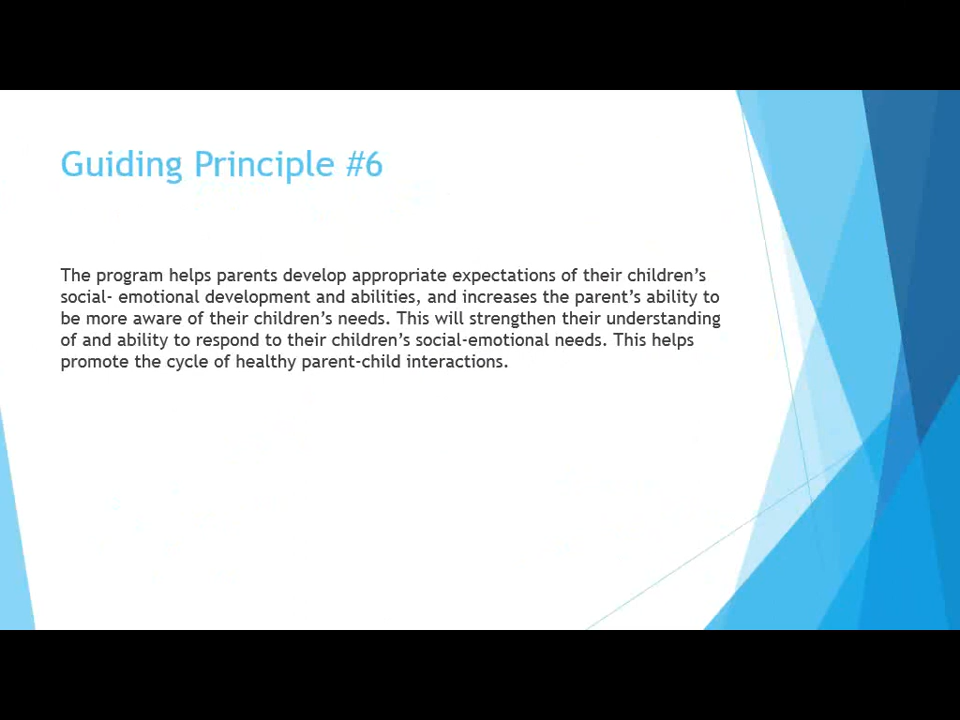 Guiding Principle #6
The program helps parents develop appropriate expectations of their children’s
social- emotional development and abilities, and increases the parent’s ability to
be more aware of their children’s needs. This will strengthen their understanding
of and ability to respond to their children’s social-emotional needs. This helps
promote the cycle of healthy parent-child interactions.